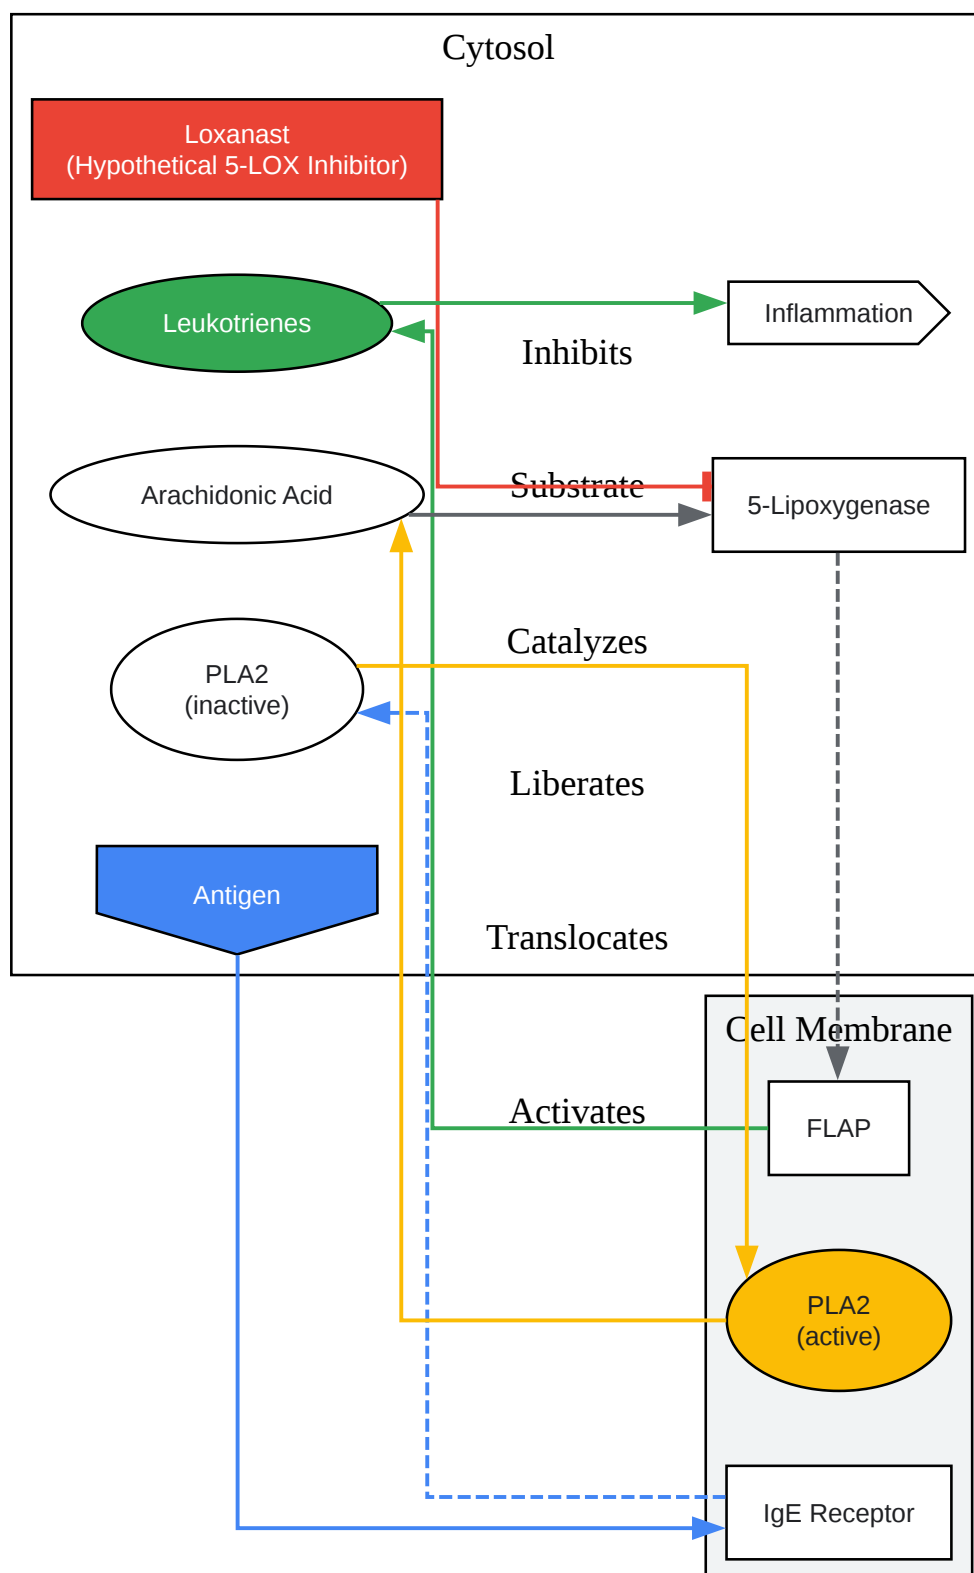 Cytosol
Loxanast
(Hypothetical 5-LOX Inhibitor)
Leukotrienes
Inflammation
Inhibits
Arachidonic Acid
Substrate
5-Lipoxygenase
PLA2
(inactive)
Catalyzes
Liberates
Antigen
Translocates
Cell Membrane
Activates
FLAP
PLA2
(active)
IgE Receptor